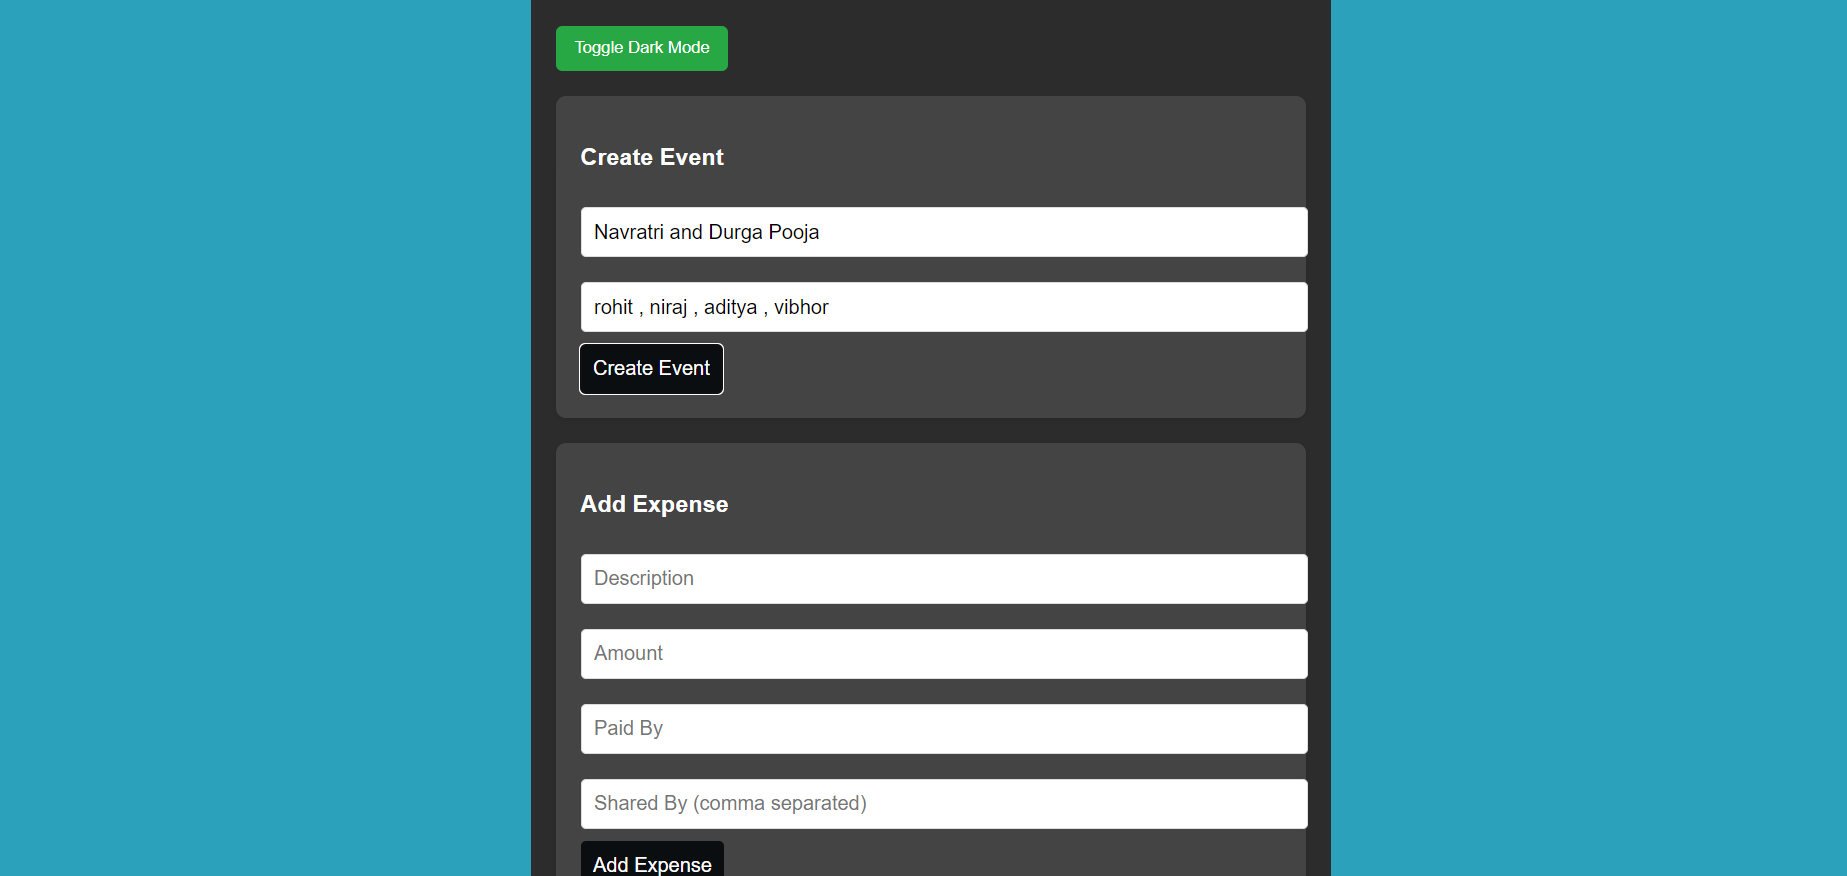 Toggle Dark Mode
Create Event
Navratri and Durga Pooja
rohit , niraj , aditya , vibhor
Create Event
Add Expense
Description
Amount
Paid By
Shared By (comma separated)
Add Expense